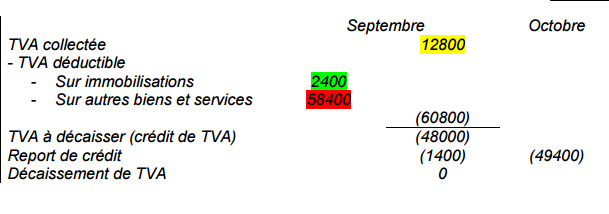 Septembre Octobre
TVA collectée 12800
- TVA déductible
- Sur immobilisations 2400
- Sur autres biens et services 58400
(60800)
TVA à décaisser (crédit de TVA) (48000)
Report de crédit (1400) (49400)
Décaissement de TVA 0